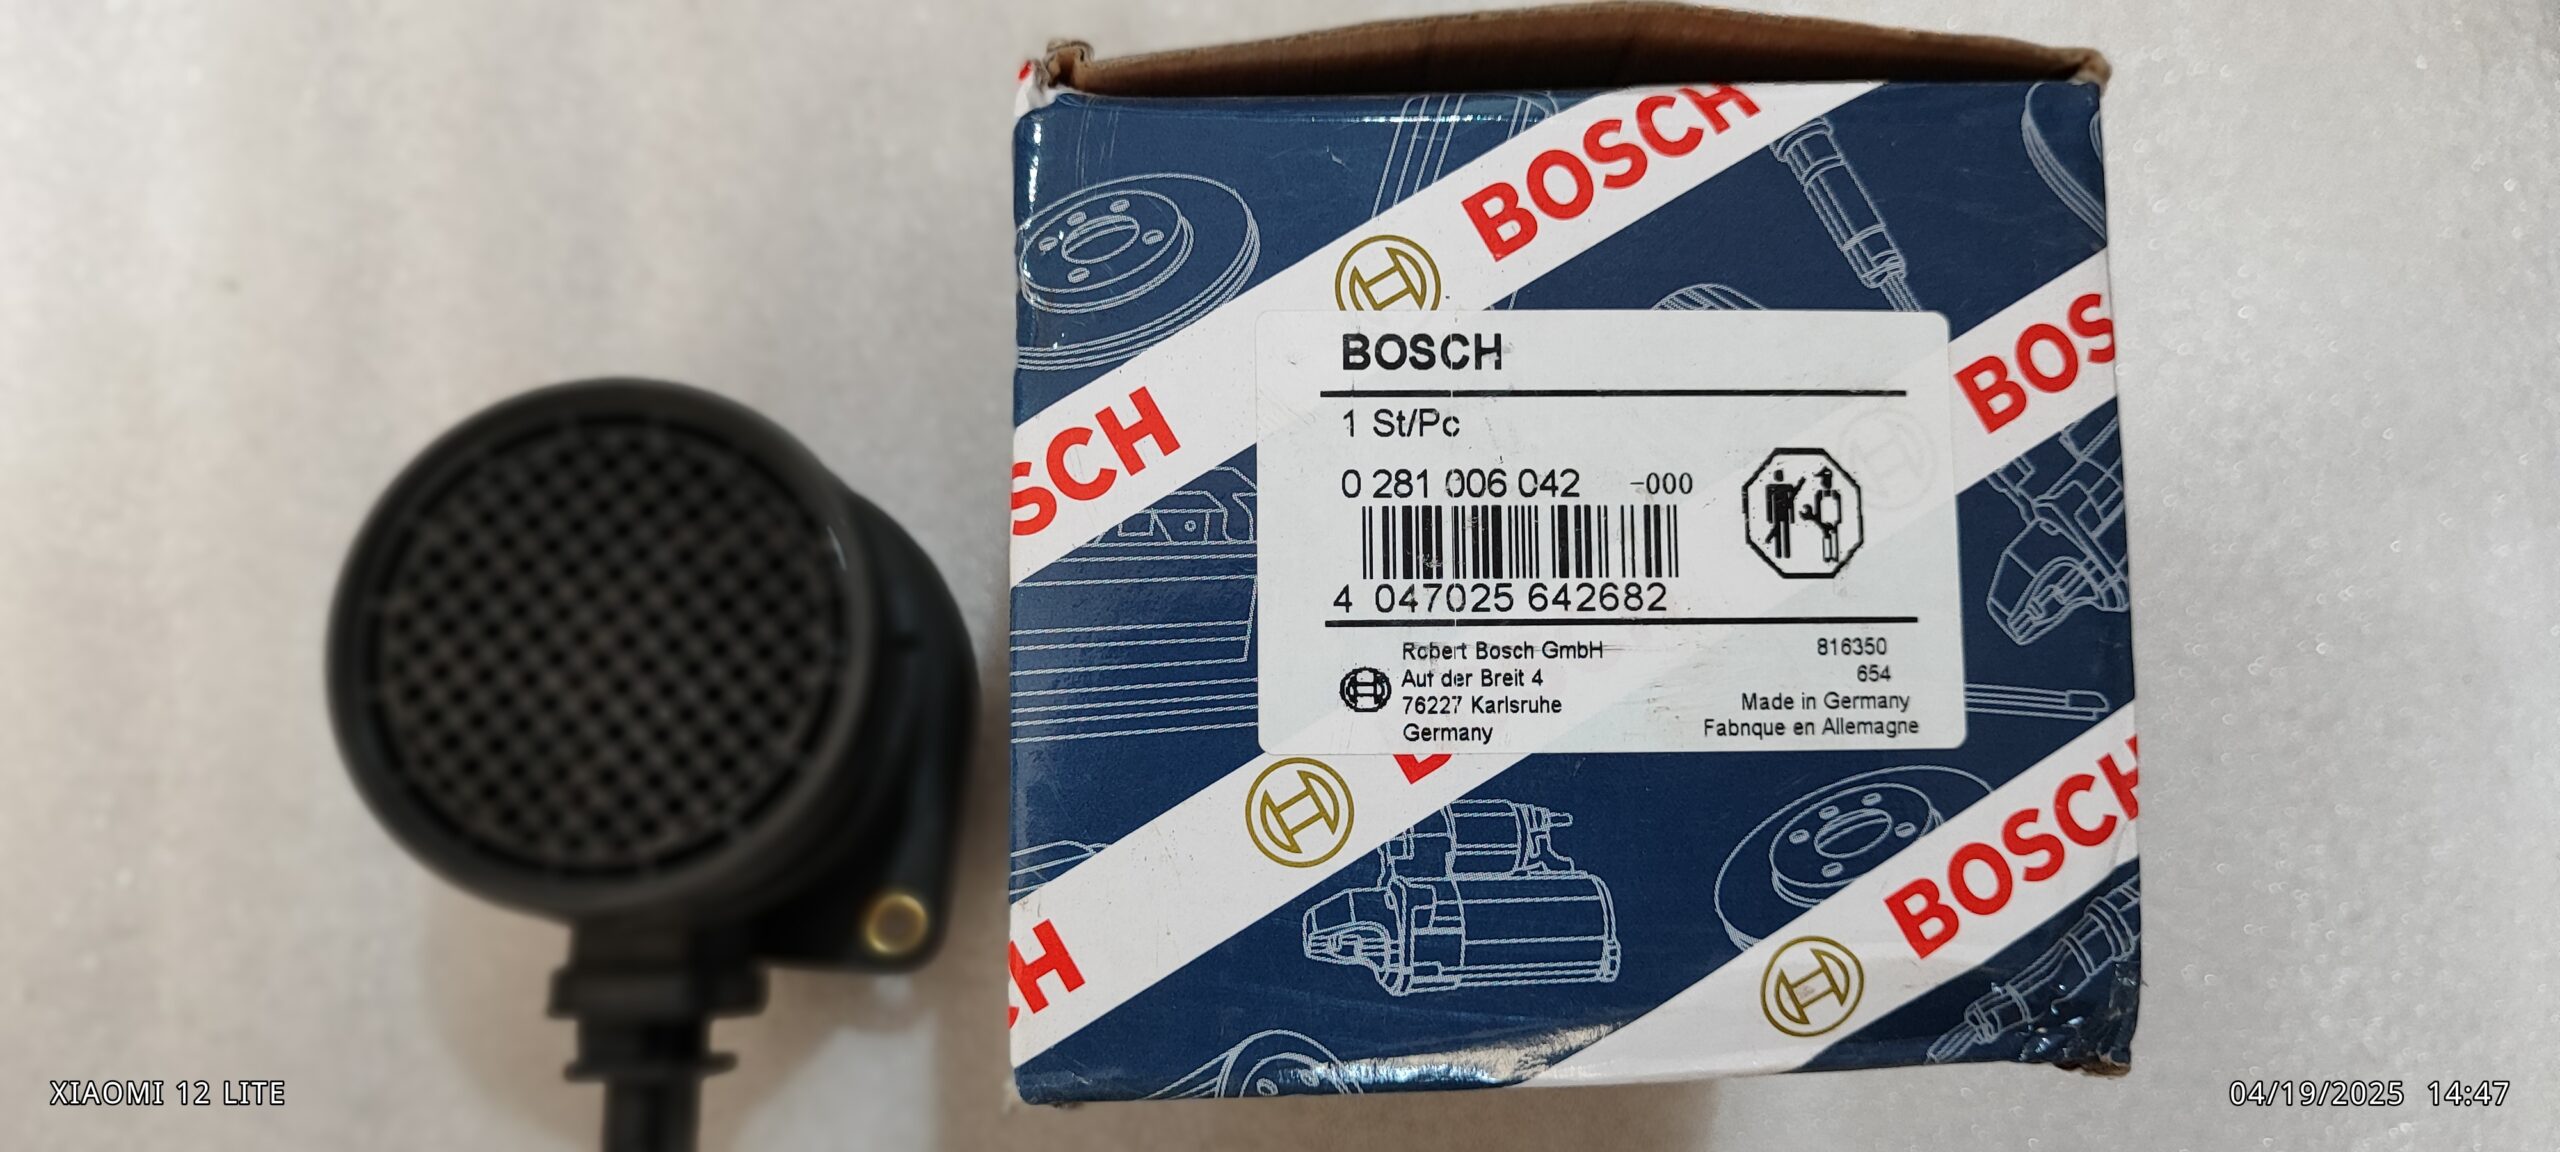 BOSCH
BOSCH
BOS
SCH
BOSCH
1 St/Pc
0 281 006 042 -000
4 047025 642682
Robert Bosch GmbH
Auf der Breit 4
76227 Karlsruhe
Germany
816350
654
Made in Germany
Fabnque en Allemagne
CH
XIAOMI 12 LITE
04/19/2025 14:47